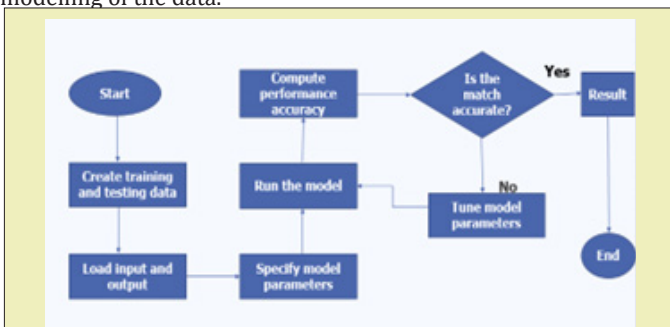 modelling of the data.
Start
Create training
and testing data
Load input and
output
Specify model
parameters
Run the model
Compute
performance
accuracy
Is the
match
accurate?
Yes
Result
End
No
Tune model
parameters